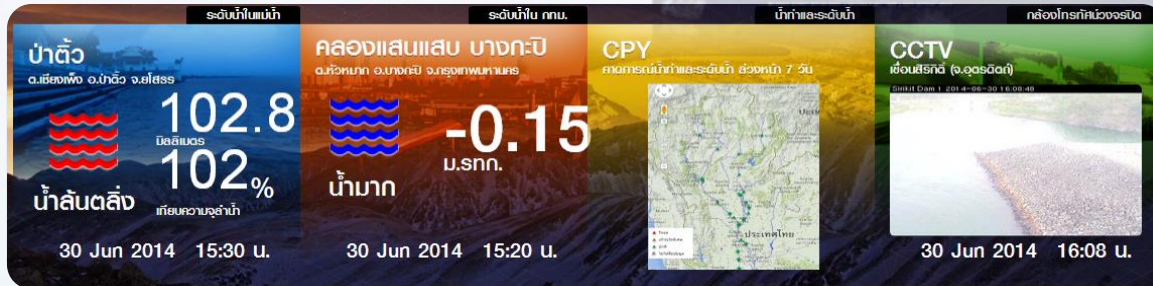 ระดับน้ำในแม่น้ำ
ป่าติ้ว
ต.เชียงเพ็ง อ.ป่าติ้ว จ.ยโสธร
102.8
มิลลิเมตร
102%
น้ำล้นตลิ่ง
เทียบความจุลำน้ำ
30 Jun 2014 15:30 น.
ระดับน้ำใน กทม.
คลองแสนแสบ บางกะปิ
ต.หัวหมาก อ.บางกะปิ จ.กรุงเทพมหานคร
-0.15
ม.รทก.
น้ำมาก
30 Jun 2014 15:20 น.
น้ำท่าและระดับน้ำ
CPY
คาดการณ์น้ำท่าและระดับน้ำ ล่วงหน้า 7 วัน
ประเทศไทย
กล้องโทรทัศน์วงจรปิด
CCTV
เขื่อนสิริกิติ์ (จ.อุตรดิตถ์)
Sirikit Dam 1 2014-06-30 16:08:48
30 Jun 2014 16:08 น.